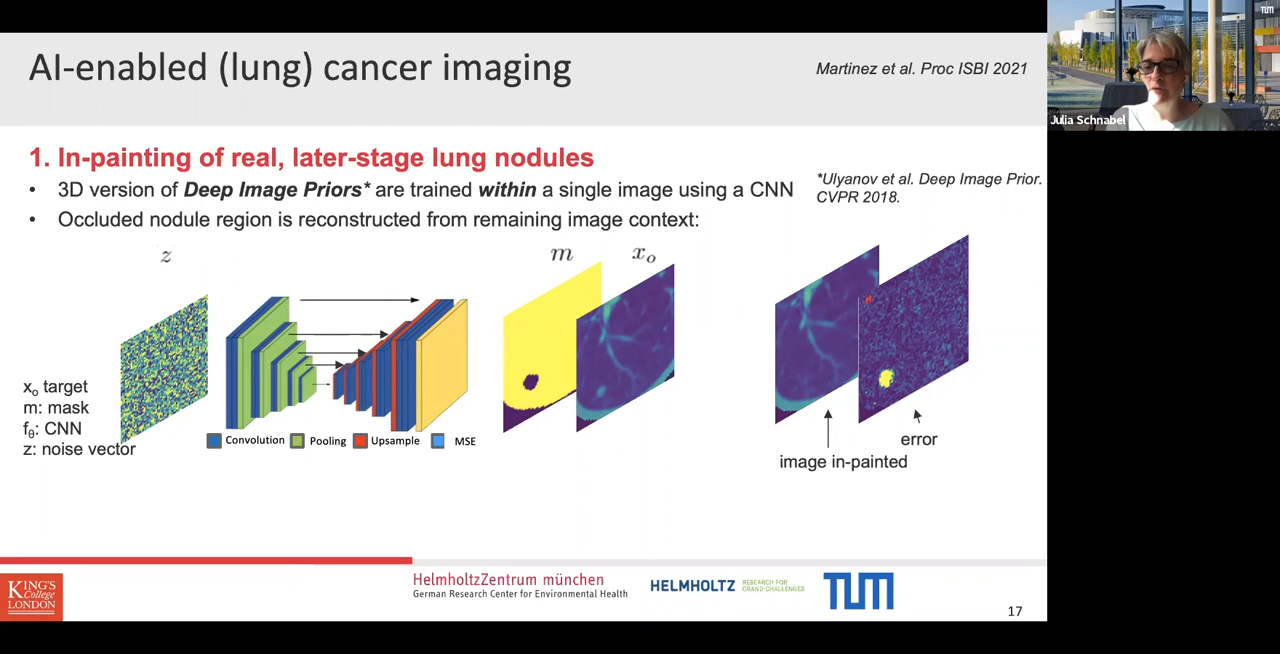 AI-enabled (lung) cancer imaging
Martinez et al. Proc ISBI 2021
TUM
Julia Schnabel
1. In-painting of real, later-stage lung nodules
• 3D version of Deep Image Priors* are trained within a single image using a CNN
• Occluded nodule region is reconstructed from remaining image context:
*Ulyanov et al. Deep Image Prior.
CVPR 2018.
z
m
xₒ
xₒ target
m: mask
f_θ: CNN
z: noise vector
Convolution Pooling Upsample MSE
image in-painted
error
KING'S
College
LONDON
HelmholtzZentrum münchen
German Research Center for Environmental Health
HELMHOLTZ
RESEARCH FOR
GRAND CHALLENGES
TUM
17